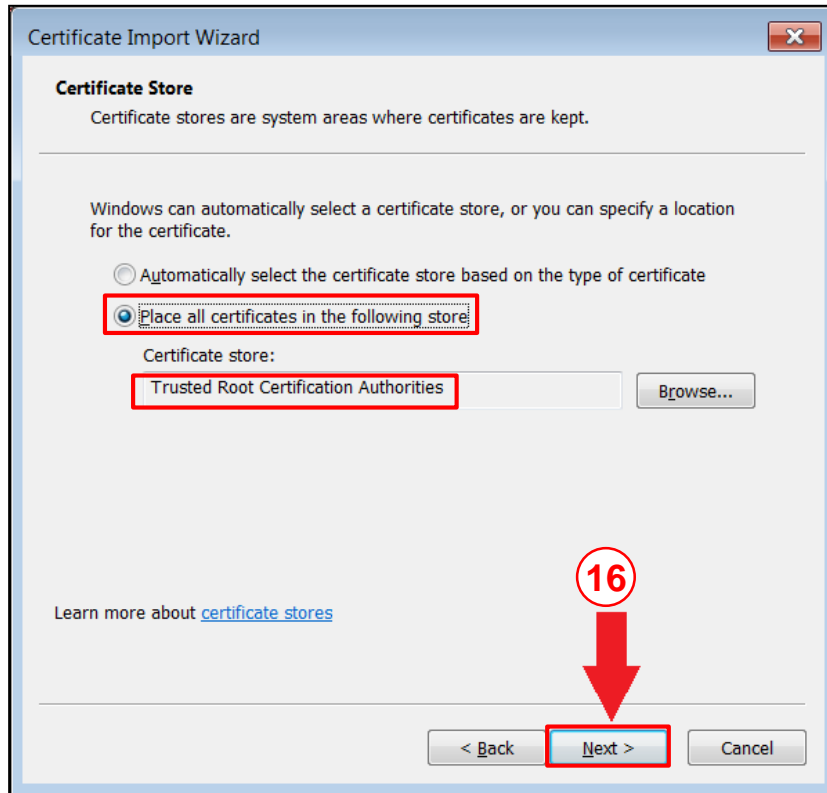 Certificate Import Wizard
Certificate Store
Certificate stores are system areas where certificates are kept.
Windows can automatically select a certificate store, or you can specify a location
for the certificate.
Automatically select the certificate store based on the type of certificate
Place all certificates in the following store
Certificate store:
Trusted Root Certification Authorities
Browse...
16
Learn more about certificate stores
< Back
Next >
Cancel